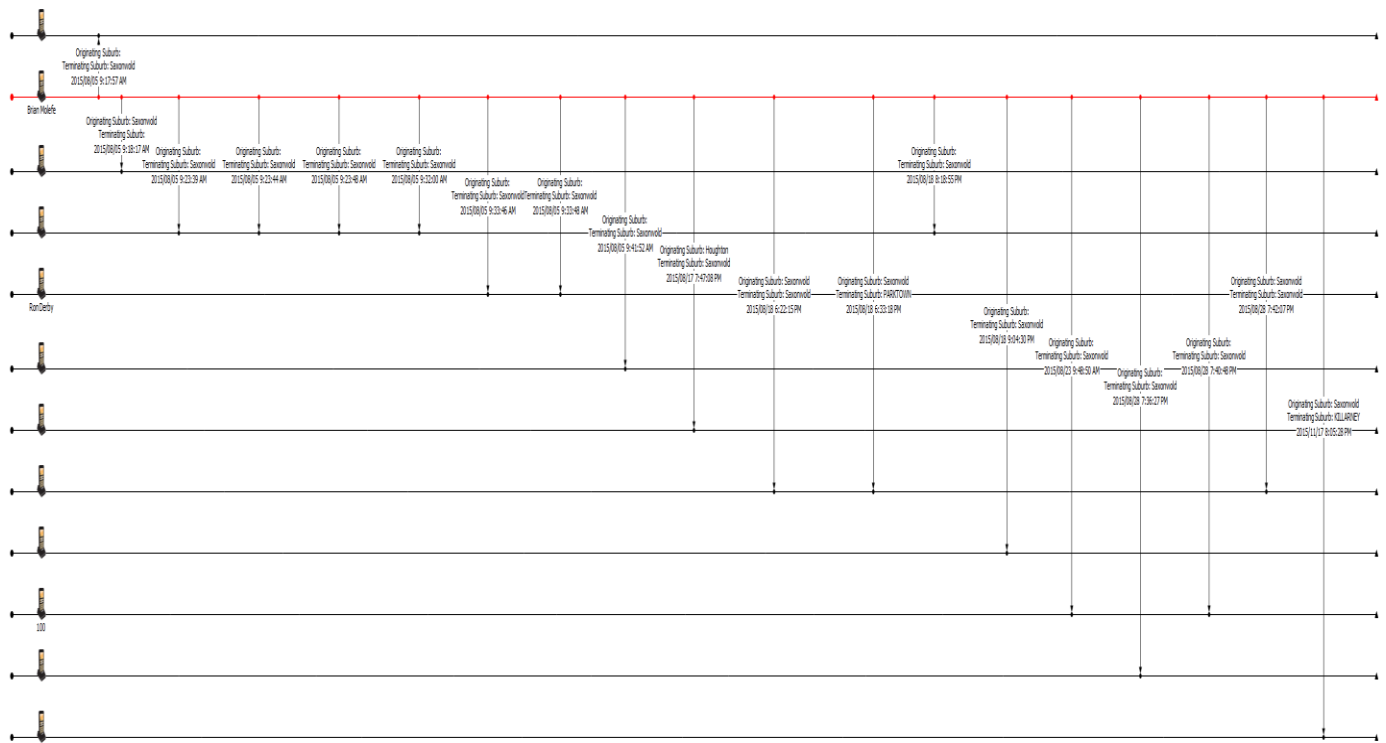 Originating Suburb:
Terminating Suburb: Saxonwold
2015/08/05 9:17:57 AM
Brian Molefe
Originating Suburb: Saxonwold
Terminating Suburb:
2015/08/05 9:18:17 AM
Originating Suburb:
Terminating Suburb: Saxonwold
2015/08/05 9:23:39 AM
Originating Suburb:
Terminating Suburb: Saxonwold
2015/08/05 9:23:44 AM
Originating Suburb:
Terminating Suburb: Saxonwold
2015/08/05 9:23:48 AM
Originating Suburb:
Terminating Suburb: Saxonwold
2015/08/05 9:32:00 AM
Originating Suburb:
Terminating Suburb: Saxonwold
2015/08/05 9:33:46 AM
Originating Suburb:
Terminating Suburb: Saxonwold
2015/08/05 9:33:48 AM
Originating Suburb:
Terminating Suburb: Saxonwold
2015/08/05 9:41:52 AM
Originating Suburb: Houghton
Terminating Suburb: Saxonwold
2015/08/17 7:47:08 PM
Originating Suburb: Saxonwold
Terminating Suburb: Saxonwold
2015/08/18 6:22:15 PM
Originating Suburb: Saxonwold
Terminating Suburb: PARKTOWN
2015/08/18 6:33:18 PM
Originating Suburb:
Terminating Suburb: Saxonwold
2015/08/18 8:18:55 PM
Originating Suburb:
Terminating Suburb: Saxonwold
2015/08/18 9:04:30 PM
Originating Suburb:
Terminating Suburb: Saxonwold
2015/08/23 9:48:50 AM
Originating Suburb:
Terminating Suburb: Saxonwold
2015/08/28 7:36:27 PM
Originating Suburb:
Terminating Suburb: Saxonwold
2015/08/28 7:40:48 PM
Originating Suburb: Saxonwold
Terminating Suburb: Saxonwold
2015/08/28 7:42:07 PM
Originating Suburb: Saxonwold
Terminating Suburb: KILLARNEY
2015/11/17 8:05:28 PM
Ron Derby
100